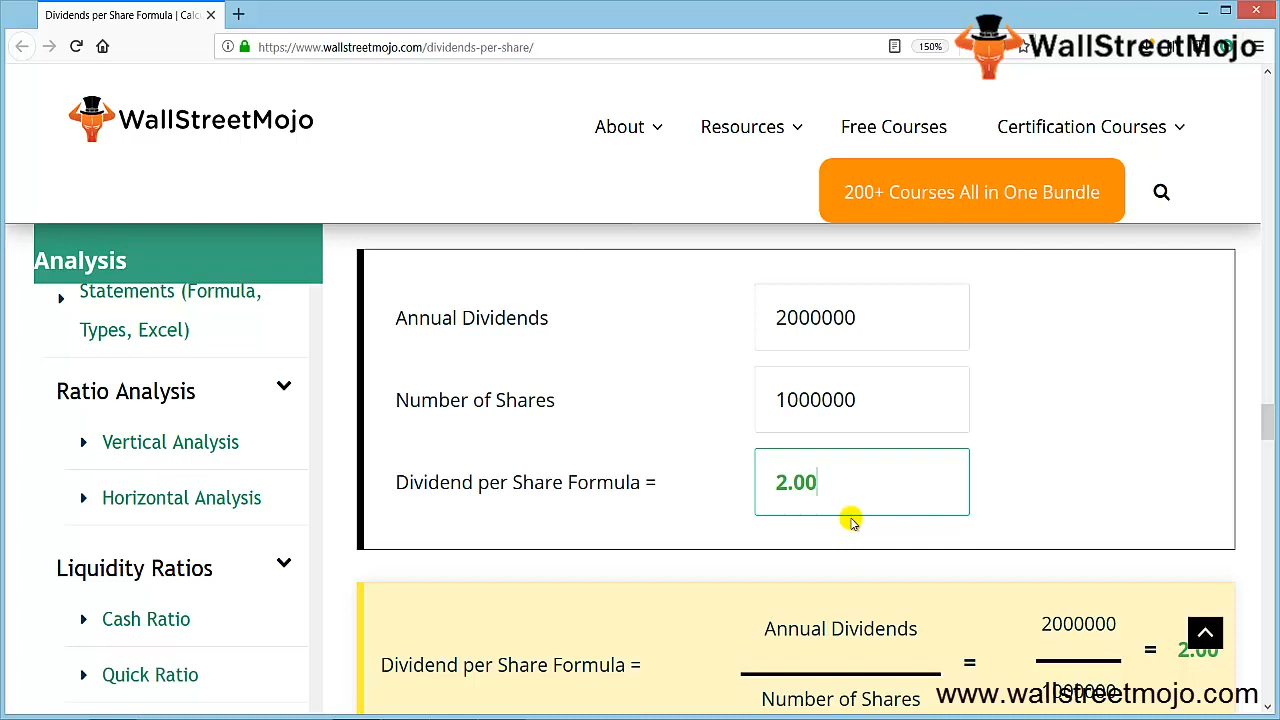 Dividends per Share Formula | Calc
https://www.wallstreetmojo.com/dividends-per-share/
150%
WallStreetMojo
WallStreetMojo
About
Resources
Free Courses
Certification Courses
200+ Courses All in One Bundle
Analysis
Statements (Formula,
Types, Excel)
Ratio Analysis
Vertical Analysis
Horizontal Analysis
Liquidity Ratios
Cash Ratio
Quick Ratio
Annual Dividends 2000000
Number of Shares 1000000
Dividend per Share Formula = 2.00
Annual Dividends 2000000
Dividend per Share Formula = = = 2.00
Number of Shares 1000000
www.wallstreetmojo.com